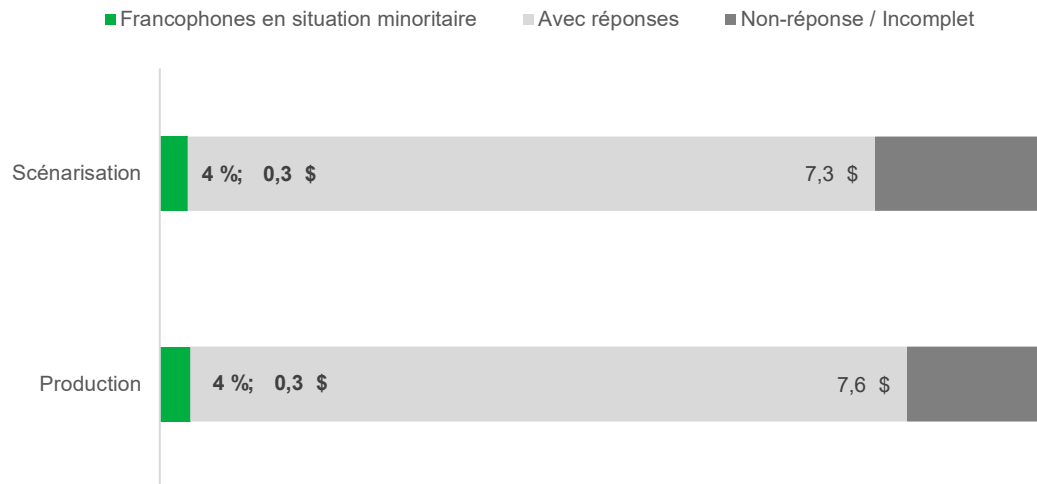 Francophones en situation minoritaire Avec réponses Non-réponse / Incomplet
Scénarisation 4 %; 0,3 $ 7,3 $
Production 4 %; 0,3 $ 7,6 $